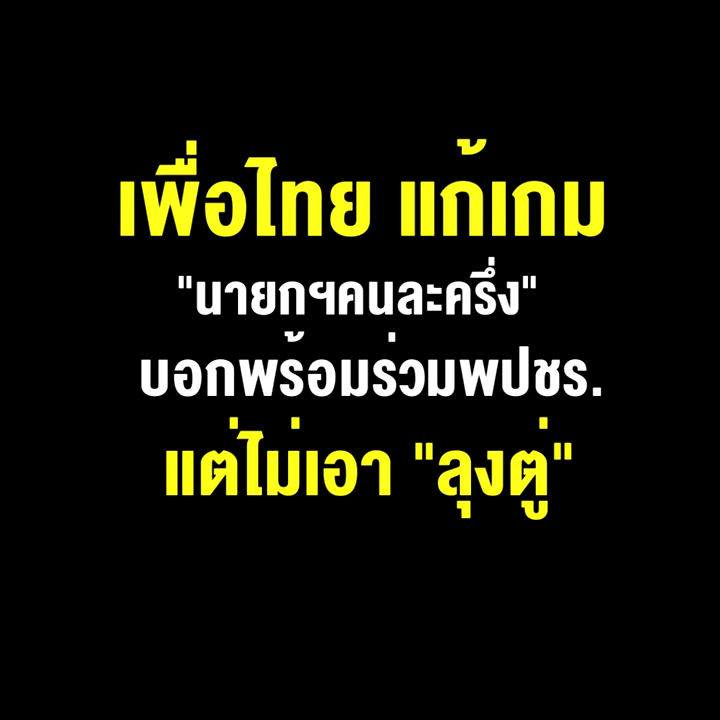 เพื่อไทย แก้เกม
"นายกฯคนละครึ่ง"
บอกพร้อมร่วมพปชร.
แต่ไม่เอา "ลุงตู่"